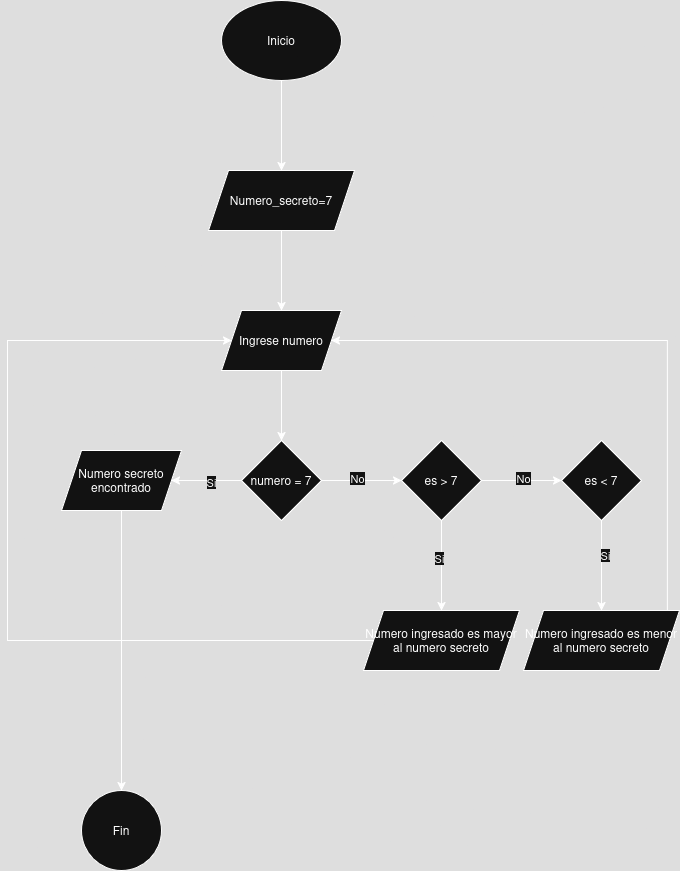 Inicio
Numero_secreto=7
Ingrese numero
Numero secreto
encontrado
Si
numero = 7
No
es > 7
No
es < 7
Si
Si
Numero ingresado es mayor
al numero secreto
Numero ingresado es menor
al numero secreto
Fin